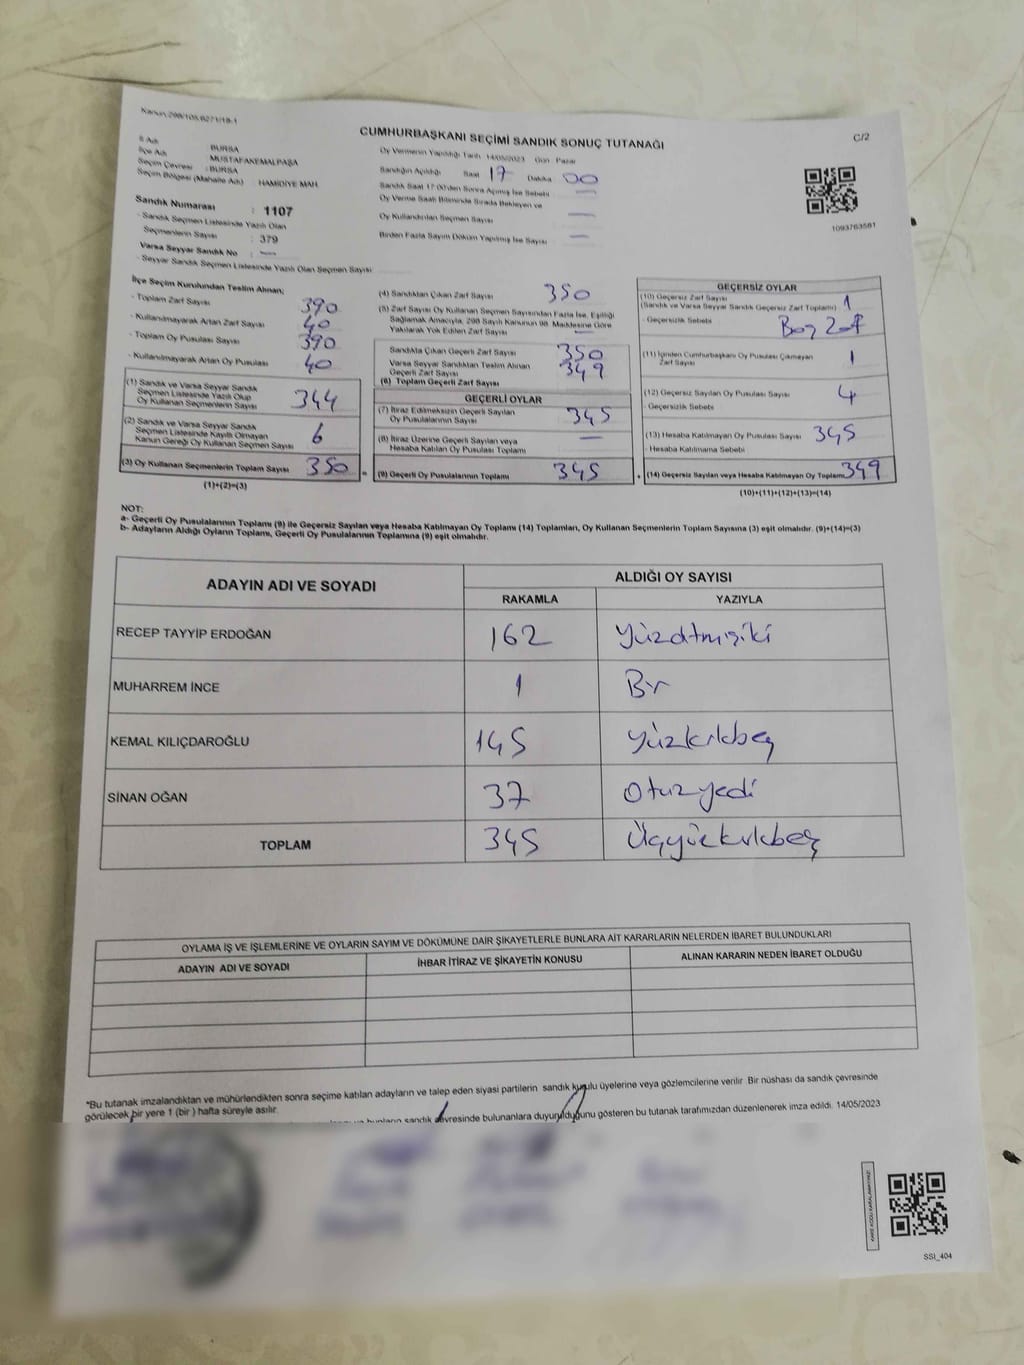 Kanun:298/105,6271/19-1
CUMHURBAŞKANI SEÇİMİ SANDIK SONUÇ TUTANAĞI
C/2
İl Adı : BURSA
İlçe Adı : MUSTAFAKEMALPAŞA
Seçim Çevresi : BURSA
Seçim Bölgesi (Mahalle Adı) : HAMİDİYE MAH.
Oy Vermenin Yapıldığı Tarih 14/05/2023 Gün Pazar
Sandığın Açıldığı Saat 17 Dakika 00
Sandık Saat 17:00'den Sonra Açılmış İse Sebebi —
Oy Verme Saati Bitiminde Sırada Bekleyen ve
Oy Kullandırılan Seçmen Sayısı —
Birden Fazla Sayım Döküm Yapılmış İse Sayısı —
1093763581
Sandık Numarası : 1107
- Sandık Seçmen Listesinde Yazılı Olan
Seçmenlerin Sayısı : 379
Varsa Seyyar Sandık No : —
- Seyyar Sandık Seçmen Listesinde Yazılı Olan Seçmen Sayısı:
İlçe Seçim Kurulundan Teslim Alınan;
- Toplam Zarf Sayısı 390
- Kullanılmayarak Artan Zarf Sayısı 40
- Toplam Oy Pusulası Sayısı 390
- Kullanılmayarak Artan Oy Pusulası 40
(1) Sandık ve Varsa Seyyar Sandık
Seçmen Listesinde Yazılı Olup
Oy Kullanan Seçmenlerin Sayısı 344
(2) Sandık ve Varsa Seyyar Sandık
Seçmen Listesinde Kayıtlı Olmayan
Kanun Gereği Oy Kullanan Seçmen Sayısı 6
(3) Oy Kullanan Seçmenlerin Toplam Sayısı 350 =
(1)+(2)=(3)
(4) Sandıktan Çıkan Zarf Sayısı 350
(5) Zarf Sayısı Oy Kullanan Seçmen Sayısından Fazla İse, Eşitliği
Sağlamak Amacıyla, 298 Sayılı Kanunun 98. Maddesine Göre
Yakılarak Yok Edilen Zarf Sayısı —
Sandıkta Çıkan Geçerli Zarf Sayısı 350
Varsa Seyyar Sandıktan Teslim Alınan
Geçerli Zarf Sayısı 349
(6) Toplam Geçerli Zarf Sayısı
GEÇERLİ OYLAR
(7) İtiraz Edilmeksizin Geçerli Sayılan
Oy Pusulalarının Sayısı 345
(8) İtiraz Üzerine Geçerli Sayılan veya
Hesaba Katılan Oy Pusulası Toplamı —
(9) Geçerli Oy Pusulalarının Toplamı 345 +
GEÇERSİZ OYLAR
(10) Geçersiz Zarf Sayısı 1
(Sandık ve Varsa Seyyar Sandık Geçersiz Zarf Toplamı)
- Geçersizlik Sebebi Boş Zarf
(11) İçinden Cumhurbaşkanı Oy Pusulası Çıkmayan
Zarf Sayısı 1
(12) Geçersiz Sayılan Oy Pusulası Sayısı 4
- Geçersizlik Sebebi
(13) Hesaba Katılmayan Oy Pusulası Sayısı 345
- Hesaba Katılmama Sebebi
(14) Geçersiz Sayılan veya Hesaba Katılmayan Oy Toplamı 349
(10)+(11)+(12)+(13)=(14)
NOT:
a- Geçerli Oy Pusulalarının Toplamı (9) ile Geçersiz Sayılan veya Hesaba Katılmayan Oy Toplamı (14) Toplamları, Oy Kullanan Seçmenlerin Toplam Sayısına (3) eşit olmalıdır. (9)+(14)=(3)
b- Adayların Aldığı Oyların Toplamı, Geçerli Oy Pusulalarının Toplamına (9) eşit olmalıdır.
ADAYIN ADI VE SOYADI
ALDIĞI OY SAYISI
RAKAMLA YAZIYLA
RECEP TAYYİP ERDOĞAN 162 Yüzatmışiki
MUHARREM İNCE 1 Bir
KEMAL KILIÇDAROĞLU 145 Yüzkırkbeş
SİNAN OĞAN 37 Otuzyedi
TOPLAM 345 Üçyüzkırkbeş
OYLAMA İŞ VE İŞLEMLERİNE VE OYLARIN SAYIM VE DÖKÜMÜNE DAİR ŞİKAYETLERLE BUNLARA AİT KARARLARIN NELERDEN İBARET BULUNDUKLARI
ADAYIN ADI VE SOYADI İHBAR İTİRAZ VE ŞİKAYETİN KONUSU ALINAN KARARIN NEDEN İBARET OLDUĞU
*Bu tutanak imzalandıktan ve mühürlendikten sonra seçime katılan adayların ve talep eden siyasi partilerin sandık kurulu üyelerine veya gözlemcilerine verilir. Bir nüshası da sandık çevresinde
görülecek bir yere 1 (bir ) hafta süreyle asılır.
bunların sandık çevresinde bulunanlara duyurulduğunu gösteren bu tutanak tarafımızdan düzenlenerek imza edildi. 14/05/2023
SSI_404